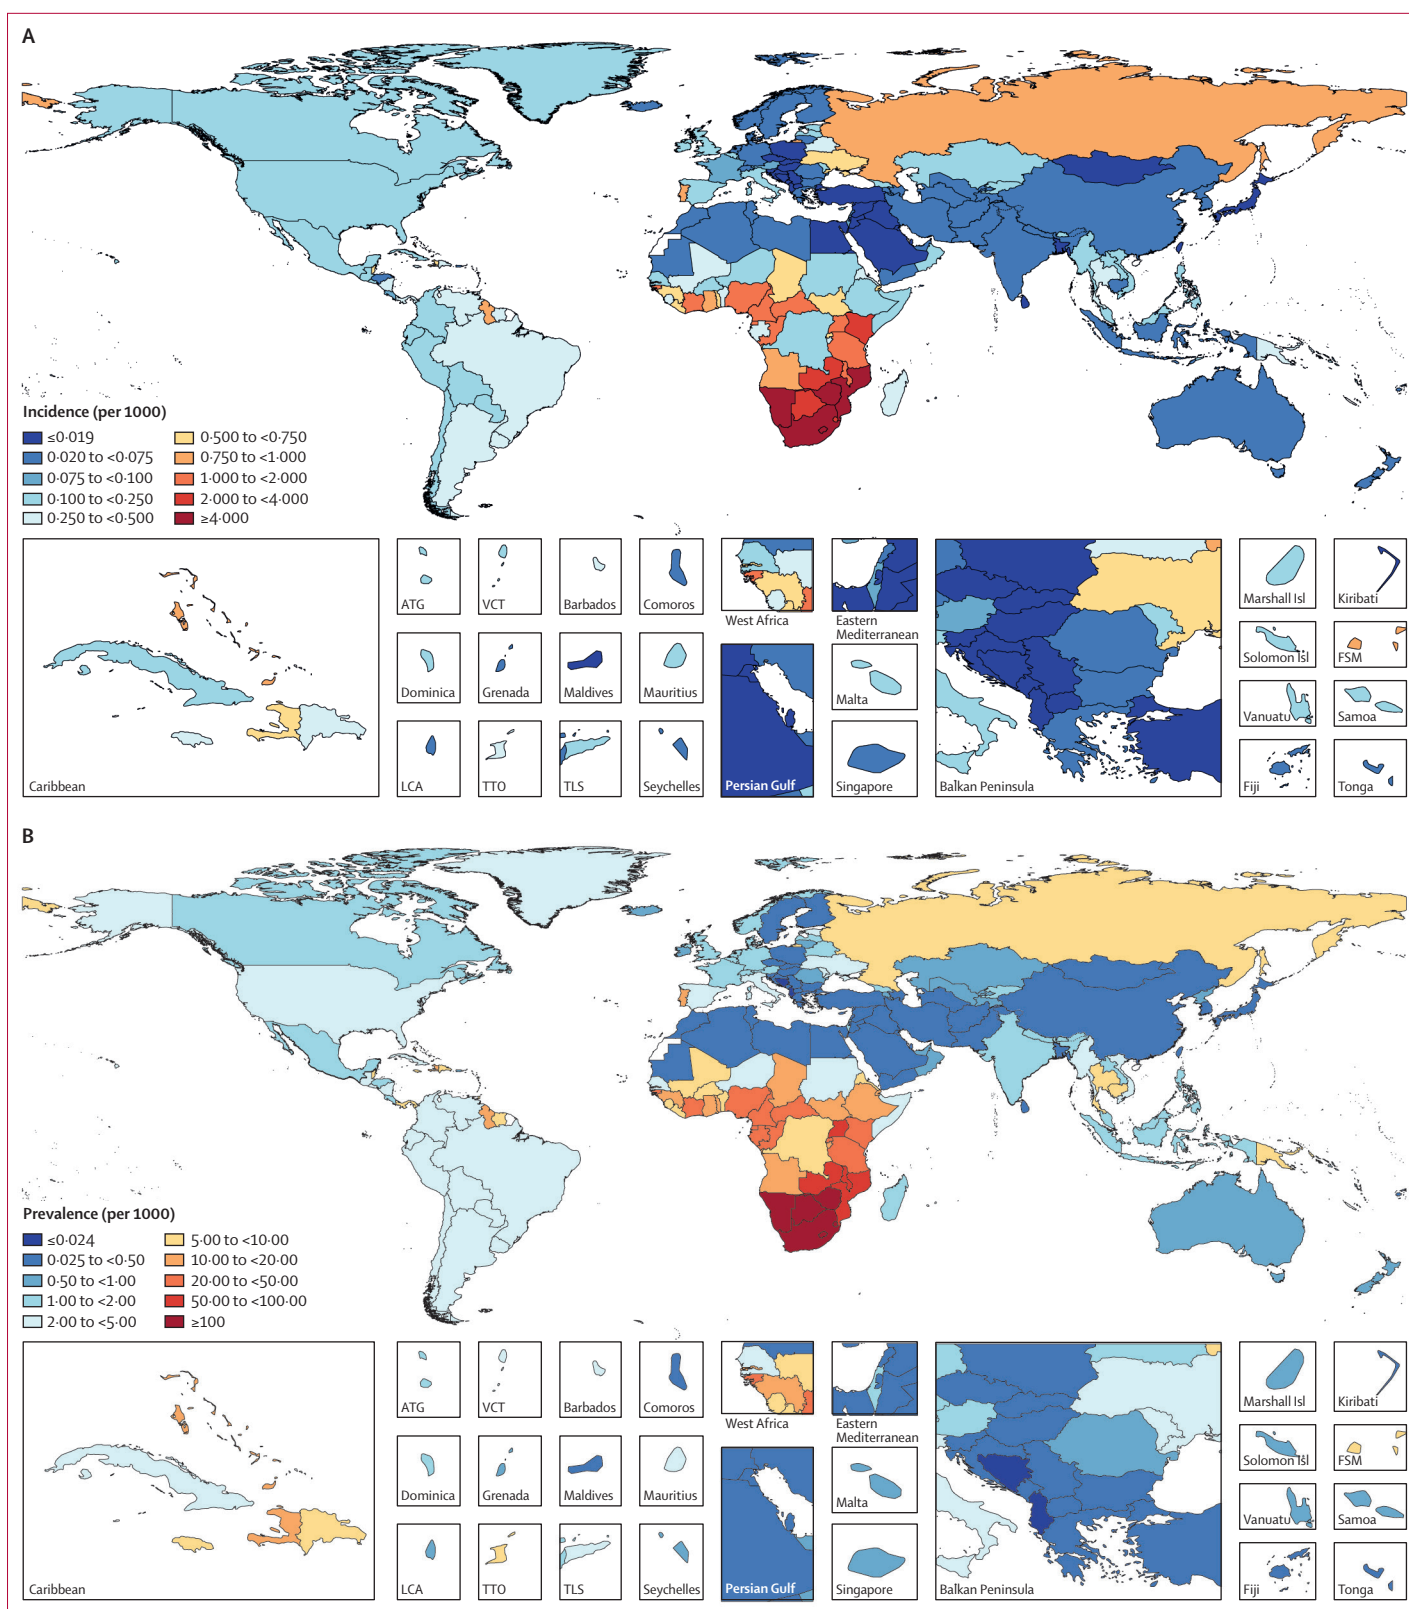 A
Incidence (per 1000)
≤0·019
0·020 to <0·075
0·075 to <0·100
0·100 to <0·250
0·250 to <0·500
0·500 to <0·750
0·750 to <1·000
1·000 to <2·000
2·000 to <4·000
≥4·000
Caribbean
ATG
VCT
Barbados
Comoros
Dominica
Grenada
Maldives
Mauritius
LCA
TTO
TLS
Seychelles
West Africa
Eastern
Mediterranean
Persian Gulf
Malta
Singapore
Balkan Peninsula
Marshall Isl
Kiribati
Solomon Isl
FSM
Vanuatu
Samoa
Fiji
Tonga
B
Prevalence (per 1000)
≤0·024
0·025 to <0·50
0·50 to <1·00
1·00 to <2·00
2·00 to <5·00
5·00 to <10·00
10·00 to <20·00
20·00 to <50·00
50·00 to <100·00
≥100
Caribbean
ATG
VCT
Barbados
Comoros
Dominica
Grenada
Maldives
Mauritius
LCA
TTO
TLS
Seychelles
West Africa
Eastern
Mediterranean
Persian Gulf
Malta
Singapore
Balkan Peninsula
Marshall Isl
Kiribati
Solomon Isl
FSM
Vanuatu
Samoa
Fiji
Tonga